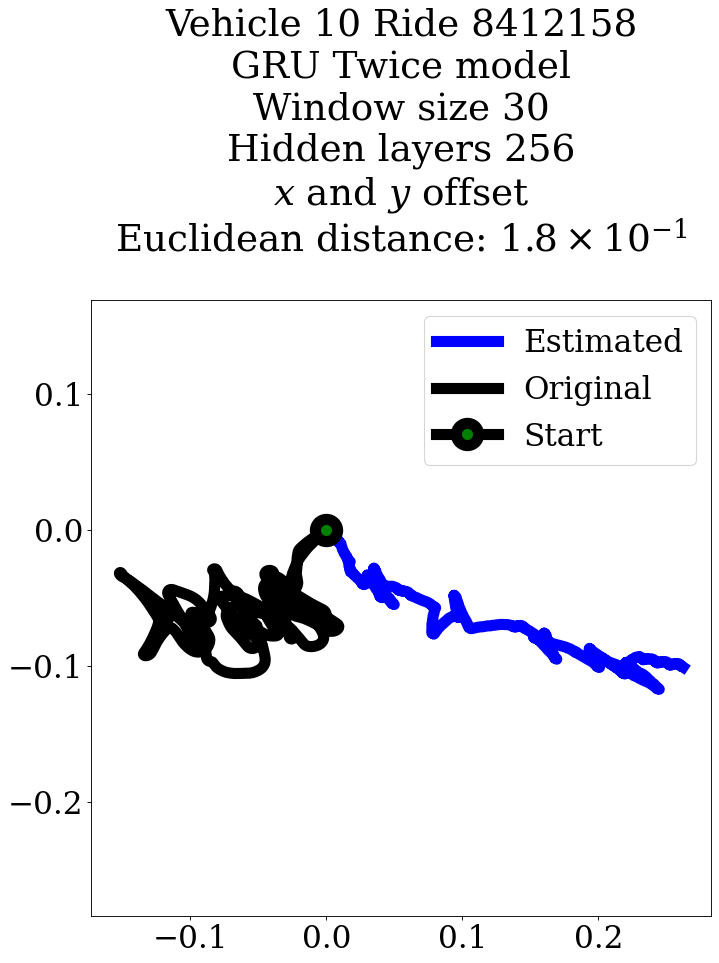 Vehicle 10 Ride 8412158
GRU Twice model
Window size 30
Hidden layers 256
x and y offset
Euclidean distance: 1.8 × 10⁻¹
Estimated
Original
Start
0.1
0.0
−0.1
−0.2
−0.1 0.0 0.1 0.2